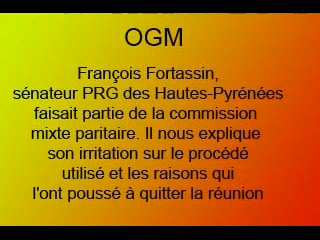 OGM
François Fortassin,
sénateur PRG des Hautes-Pyrénées
faisait partie de la commission
mixte paritaire. Il nous explique
son irritation sur le procédé
utilisé et les raisons qui
l'ont poussé à quitter la réunion